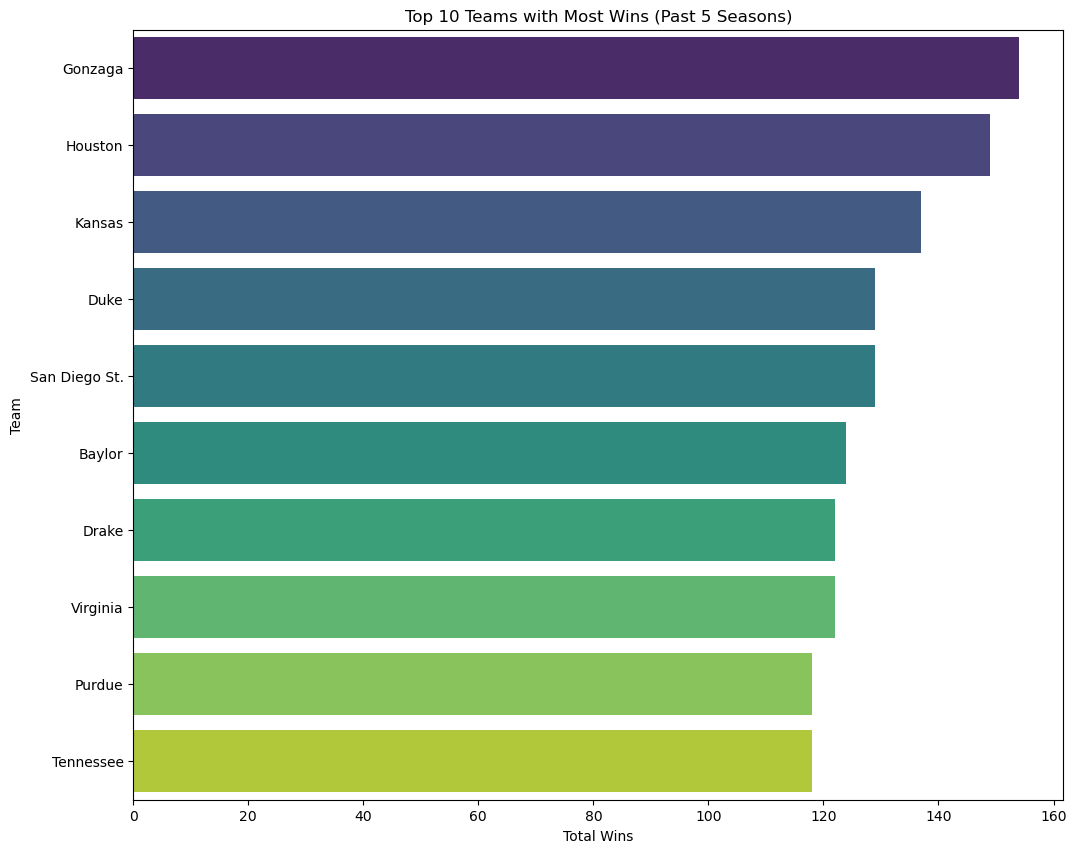 Top 10 Teams with Most Wins (Past 5 Seasons)
Team
Gonzaga
Houston
Kansas
Duke
San Diego St.
Baylor
Drake
Virginia
Purdue
Tennessee
0 20 40 60 80 100 120 140 160
Total Wins